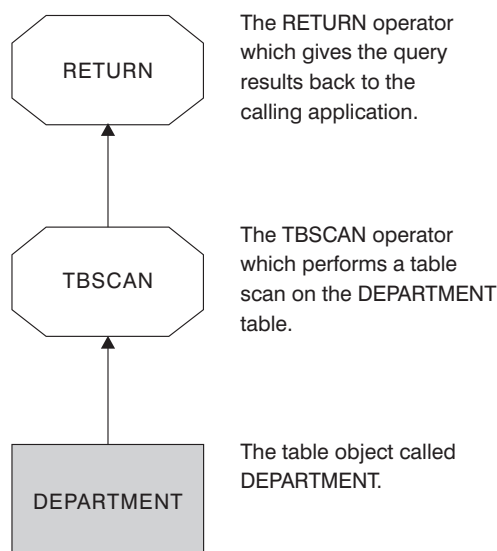 RETURN
The RETURN operator
which gives the query
results back to the
calling application.
TBSCAN
The TBSCAN operator
which performs a table
scan on the DEPARTMENT
table.
DEPARTMENT
The table object called
DEPARTMENT.